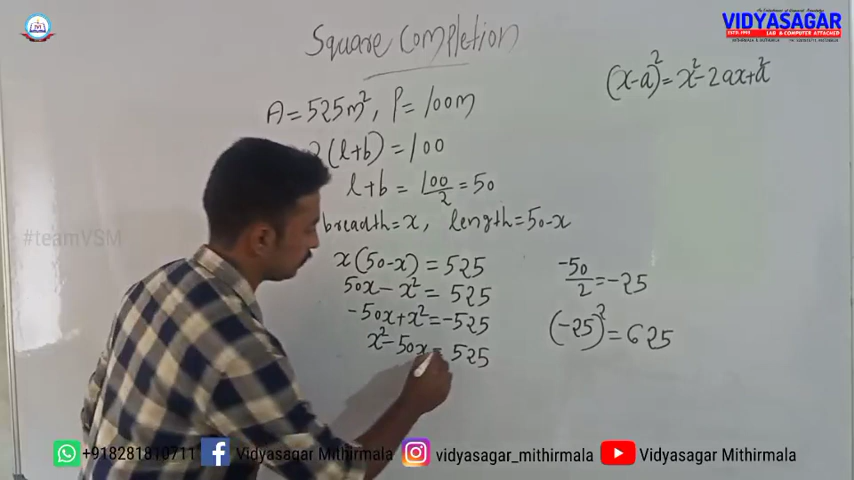 Square Completion
VIDYASAGAR
LAB & COMPUTER ATTACHED
(x-a)² = x² - 2ax + a²
A = 525m², P = 100m
2(l+b) = 100
l+b = 100/2 = 50
breadth = x, length = 50-x
#teamVSM
x(50-x) = 525
50x - x² = 525
-50x + x² = -525
x² - 50x = 525
-50/2 = -25
(-25)² = 625
+918281810711
vidyasagar_mithirmala
Vidyasagar Mithirmala